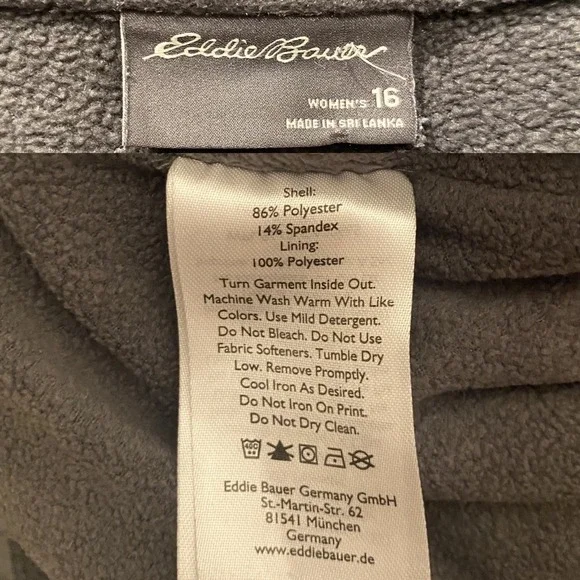 Eddie Bauer
WOMEN'S 16
MADE IN SRI LANKA
Shell:
86% Polyester
14% Spandex
Lining:
100% Polyester
Turn Garment Inside Out.
Machine Wash Warm With Like
Colors. Use Mild Detergent.
Do Not Bleach. Do Not Use
Fabric Softeners. Tumble Dry
Low. Remove Promptly.
Cool Iron As Desired.
Do Not Iron On Print.
Do Not Dry Clean.
40C
Eddie Bauer Germany GmbH
St.-Martin-Str. 62
81541 München
Germany
www.eddiebauer.de